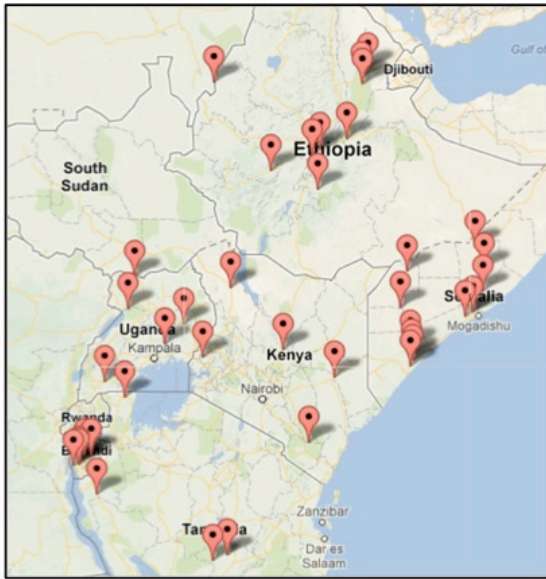 Gulf of
Djibouti
Ethiopia
South
Sudan
Somalia
Mogadishu
Uganda
Kampala
Kenya
Nairobi
Rwanda
Burundi
Zanzibar
Tanzania
Dar es
Salaam